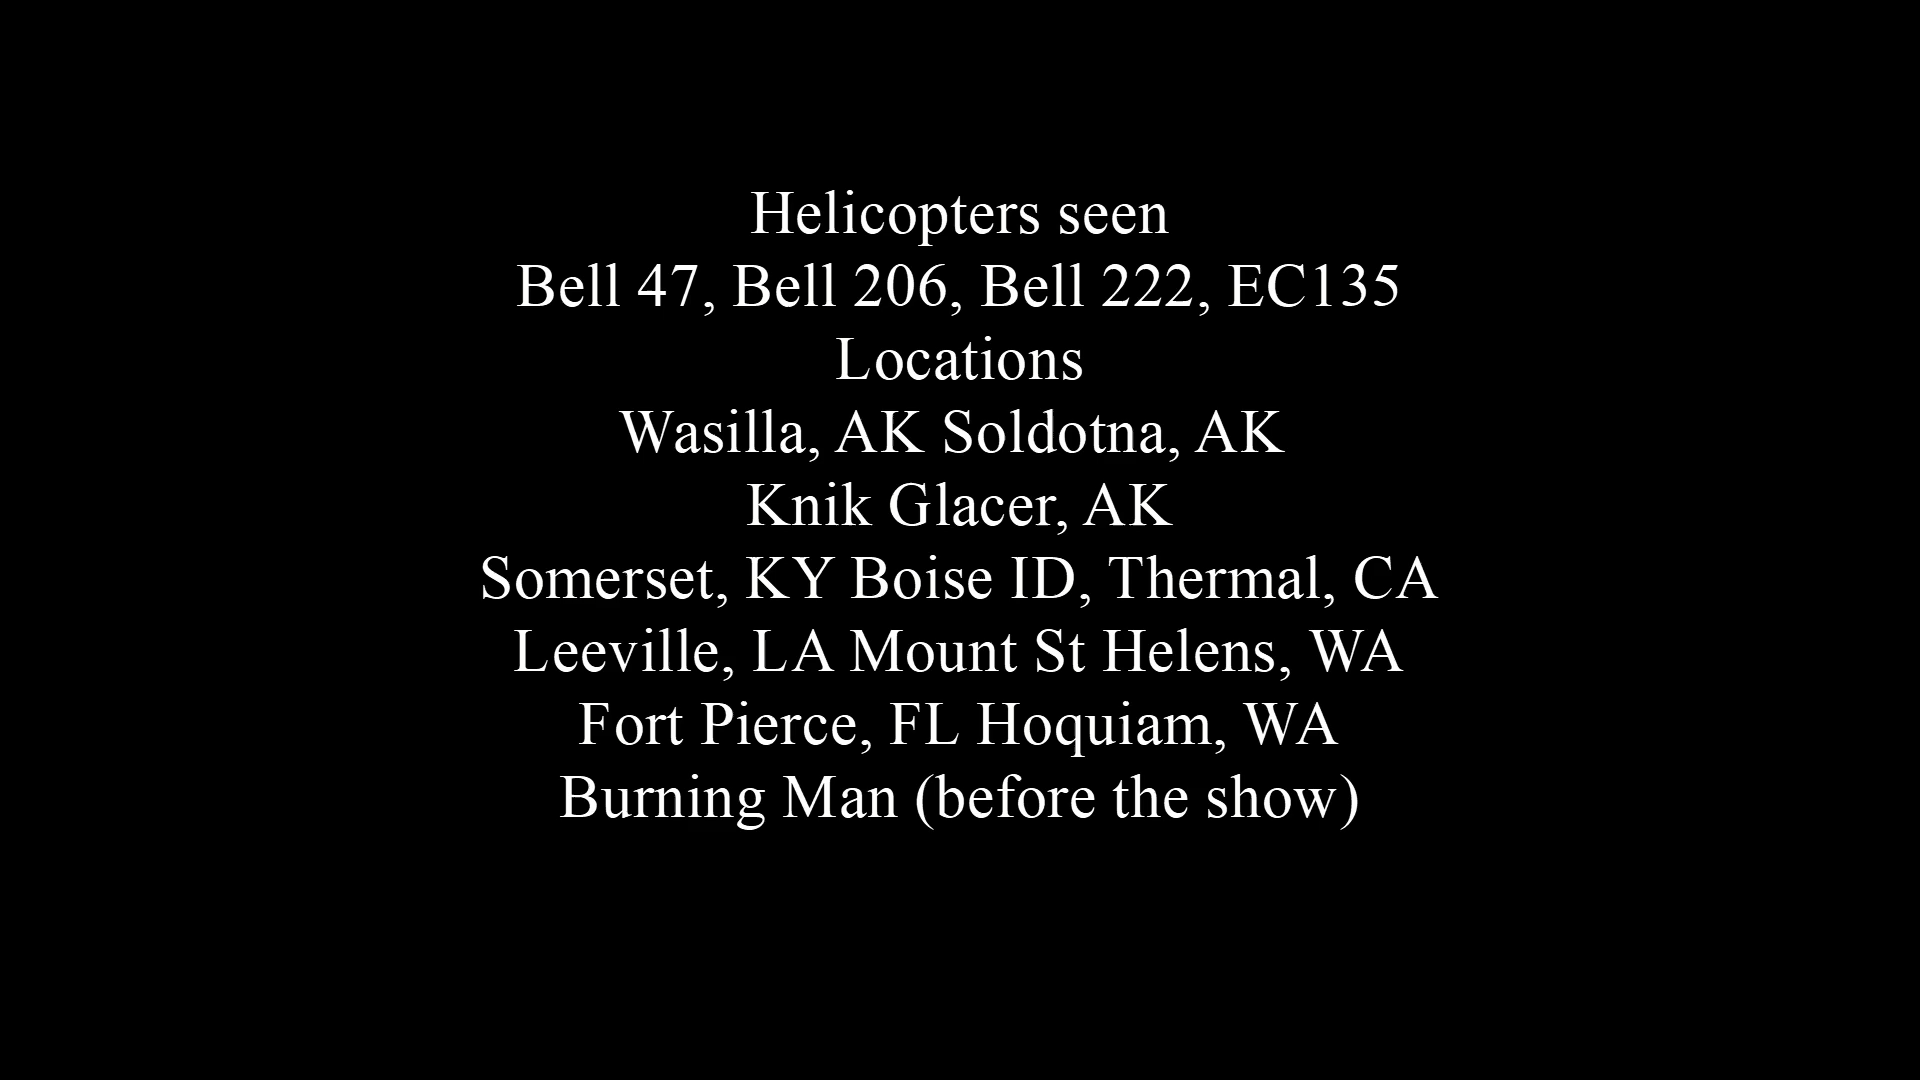 Helicopters seen
Bell 47, Bell 206, Bell 222, EC135
Locations
Wasilla, AK Soldotna, AK
Knik Glacer, AK
Somerset, KY Boise ID, Thermal, CA
Leeville, LA Mount St Helens, WA
Fort Pierce, FL Hoquiam, WA
Burning Man (before the show)